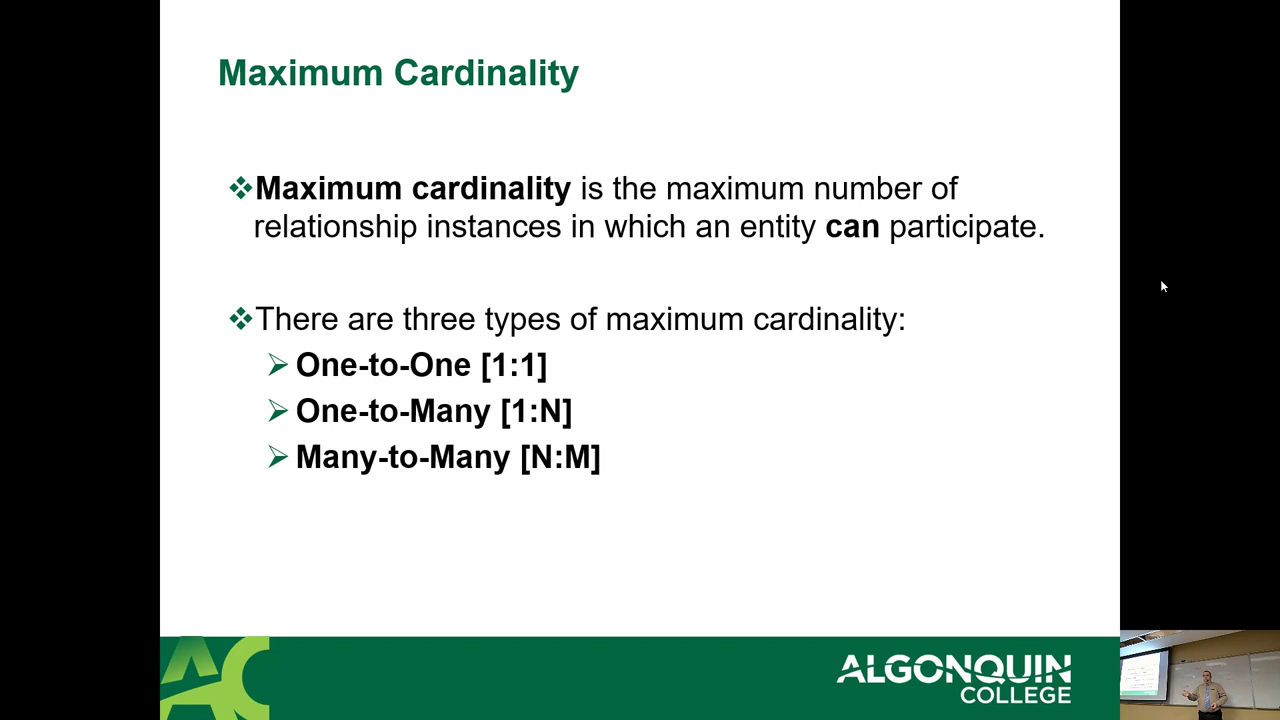 Maximum Cardinality
Maximum cardinality is the maximum number of
relationship instances in which an entity can participate.
There are three types of maximum cardinality:
One-to-One [1:1]
One-to-Many [1:N]
Many-to-Many [N:M]
AC
ALGONQUIN
COLLEGE